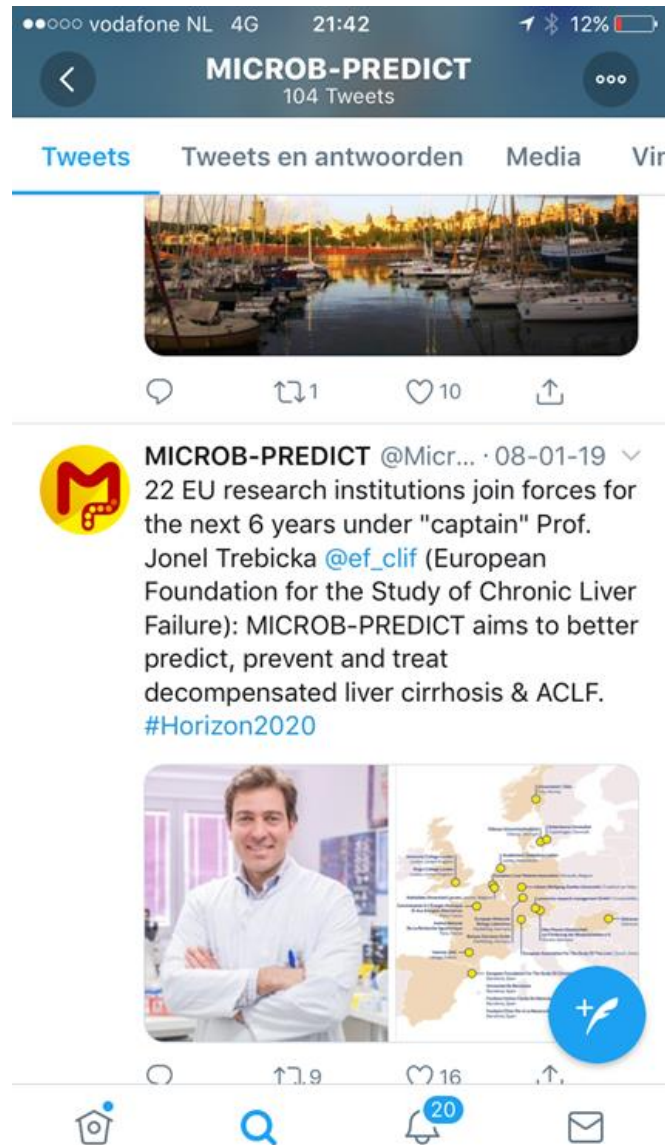 vodafone NL 4G 21:42 12%
MICROB-PREDICT
104 Tweets
Tweets Tweets en antwoorden Media Vir
1 10
MICROB-PREDICT @Micr... · 08-01-19
22 EU research institutions join forces for
the next 6 years under "captain" Prof.
Jonel Trebicka @ef_clif (European
Foundation for the Study of Chronic Liver
Failure): MICROB-PREDICT aims to better
predict, prevent and treat
decompensated liver cirrhosis & ACLF.
#Horizon2020
9 16
20